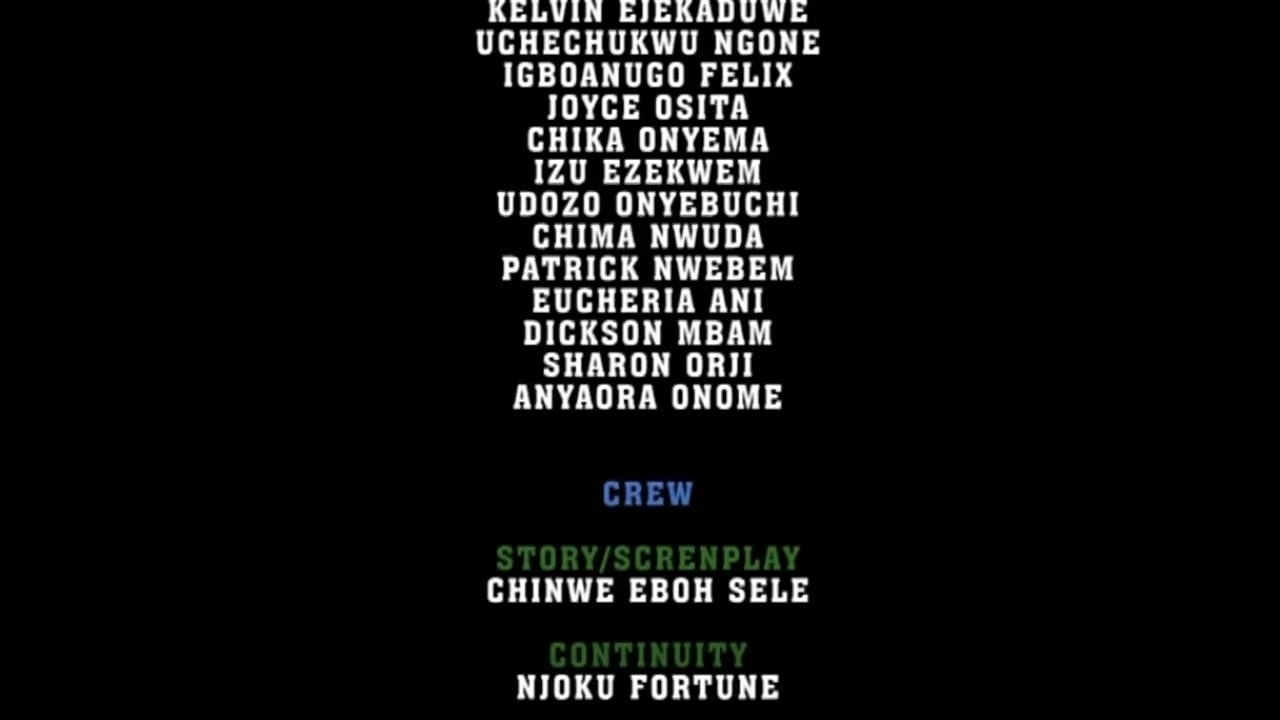 KELVIN EJEKADUWE
UCHECHUKWU NGONE
IGBOANUGO FELIX
JOYCE OSITA
CHIKA ONYEMA
IZU EZEKWEM
UDOZO ONYEBUCHI
CHIMA NWUDA
PATRICK NWEBEM
EUCHERIA ANI
DICKSON MBAM
SHARON ORJI
ANYAORA ONOME
CREW
STORY/SCRENPLAY
CHINWE EBOH SELE
CONTINUITY
NJOKU FORTUNE